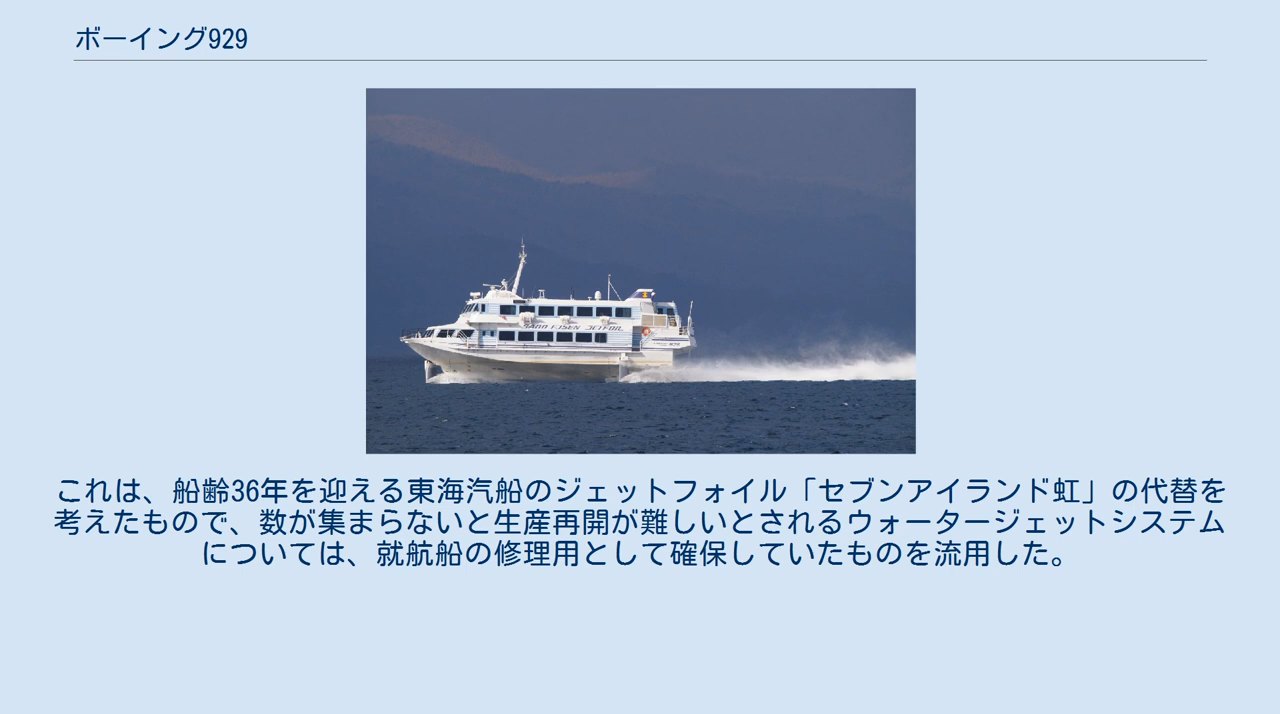 ボーイング929
SADO KISEN JETFOIL
これは、船齢36年を迎える東海汽船のジェットフォイル「セブンアイランド虹」の代替を
考えたもので、数が集まらないと生産再開が難しいとされるウォータージェットシステム
については、就航船の修理用として確保していたものを流用した。